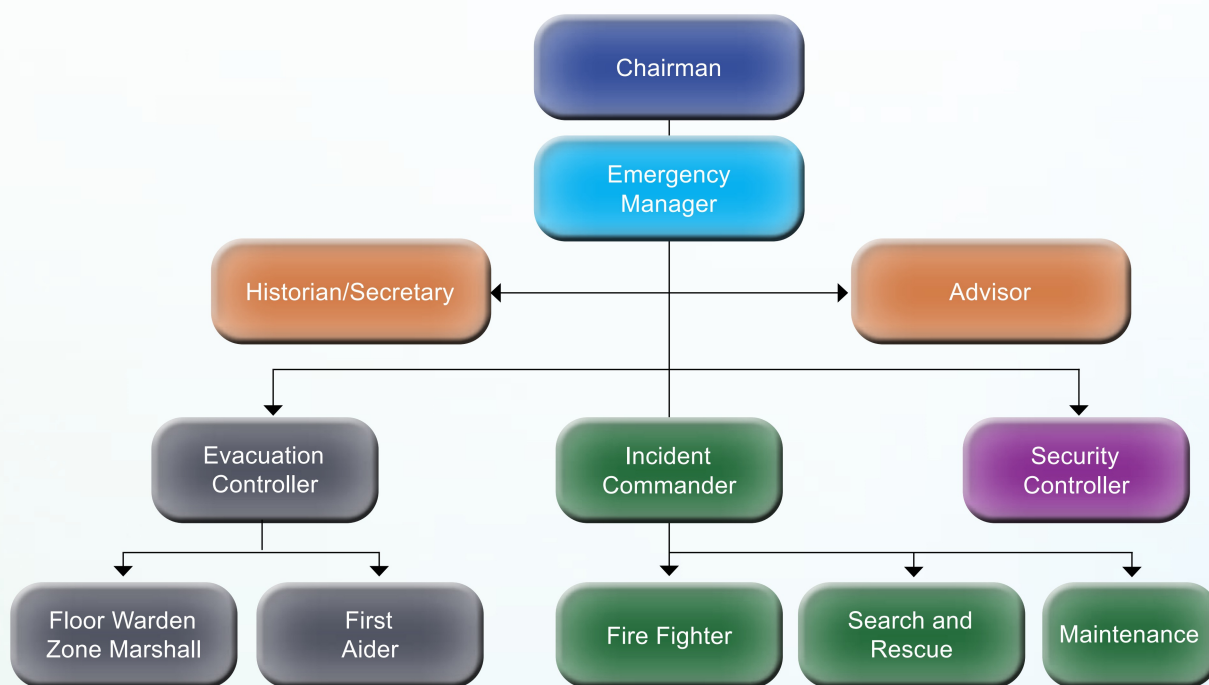 Chairman
Emergency
Manager
Historian/Secretary
Advisor
Evacuation
Controller
Incident
Commander
Security
Controller
Floor Warden
Zone Marshall
First
Aider
Fire Fighter
Search and
Rescue
Maintenance